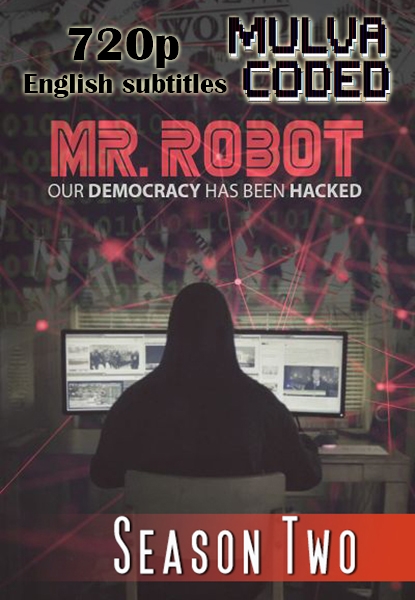 720p
English subtitles
MULVA
CODED
MR. ROBOT
OUR DEMOCRACY HAS BEEN HACKED
SEASON TWO